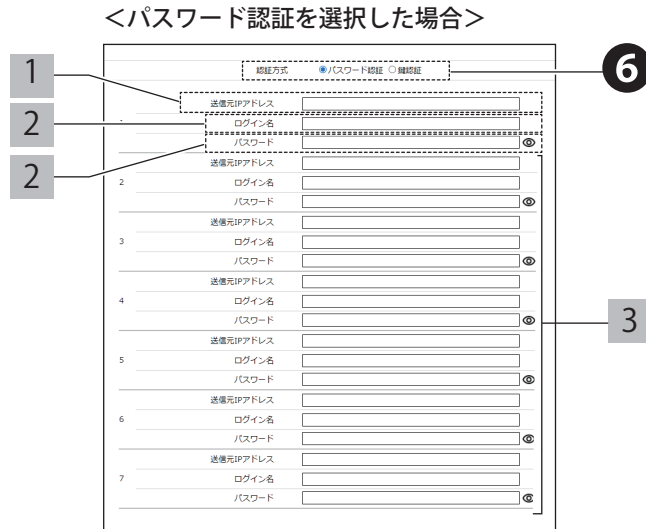 ＜パスワード認証を選択した場合＞
認証方式 パスワード認証 鍵認証 6
1 送信元IPアドレス
2 ログイン名
2 パスワード
送信元IPアドレス
2 ログイン名
パスワード
送信元IPアドレス
3 ログイン名
パスワード
送信元IPアドレス
4 ログイン名
パスワード 3
送信元IPアドレス
5 ログイン名
パスワード
送信元IPアドレス
6 ログイン名
パスワード
送信元IPアドレス
7 ログイン名
パスワード